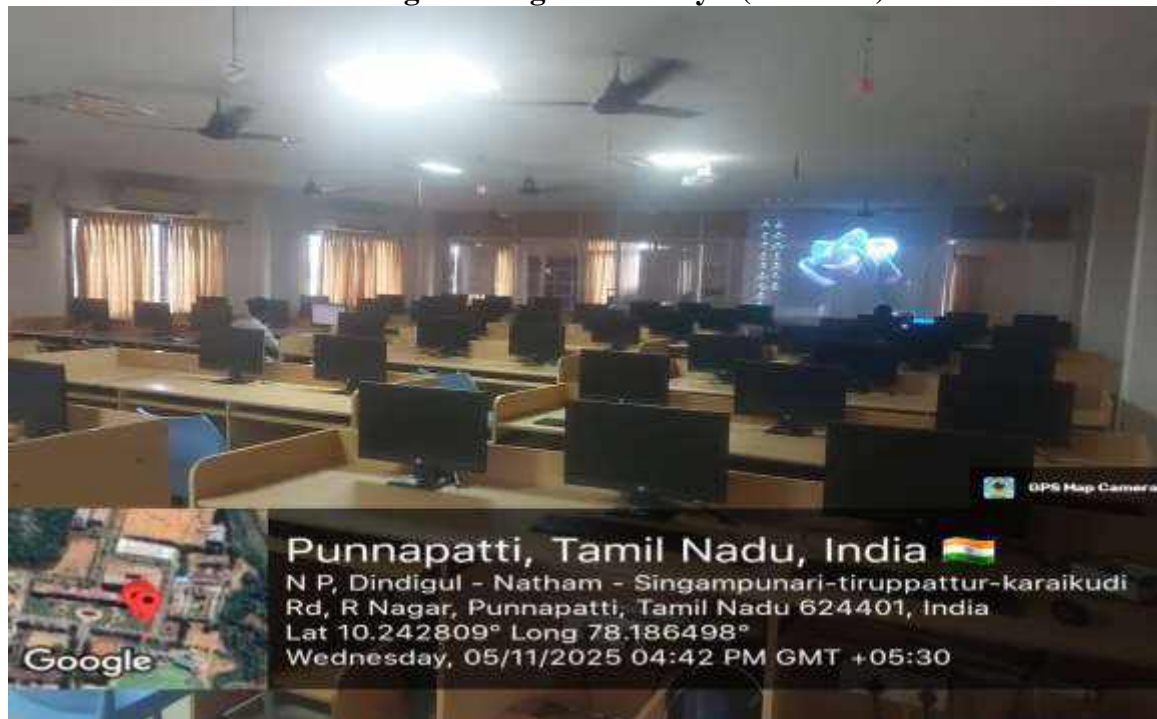 GPS Map Camera
Punnapatti, Tamil Nadu, India
N P, Dindigul - Natham - Singampunari-tiruppattur-karaikudi
Rd, R Nagar, Punnapatti, Tamil Nadu 624401, India
Lat 10.242809° Long 78.186498°
Wednesday, 05/11/2025 04:42 PM GMT +05:30
Google